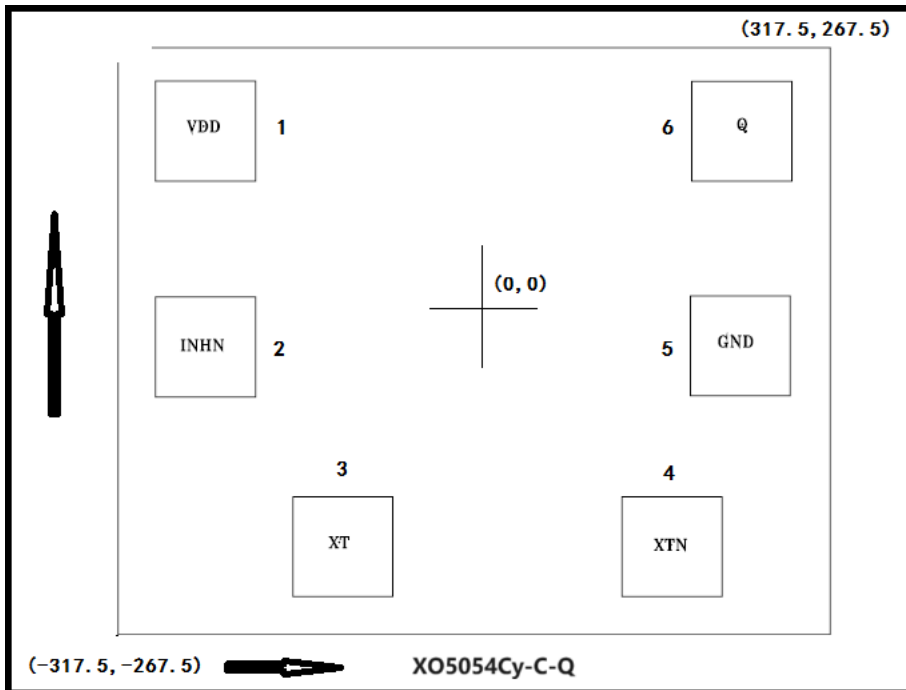 (317.5,267.5)
VDD 1 6 Q
(0,0)
INHN 2 5 GND
3 4
XT XTN
(-317.5,-267.5) XO5054Cy-C-Q